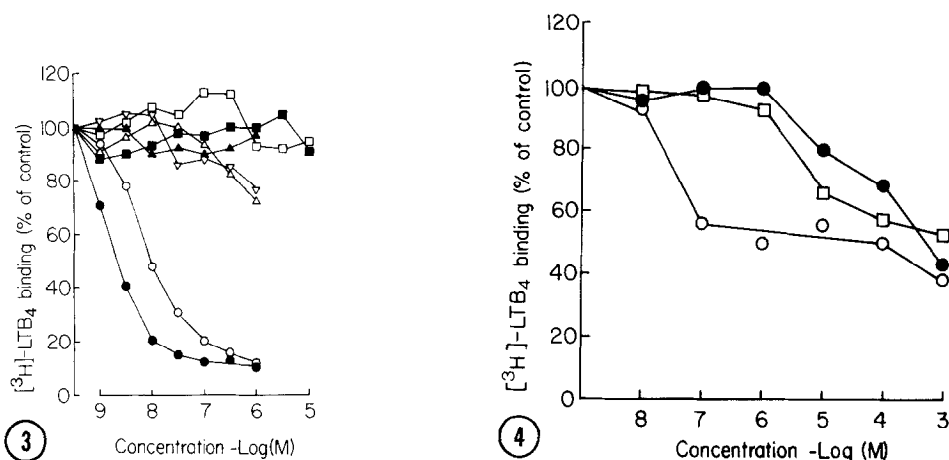 120
100
80
60
40
20
0
[³H]-LTB₄ binding (% of control)
9 8 7 6 5
Concentration -Log(M)
3
120
100
80
60
40
20
0
[³H]-LTB₄ binding (% of control)
8 7 6 5 4 3
Concentration -Log (M)
4